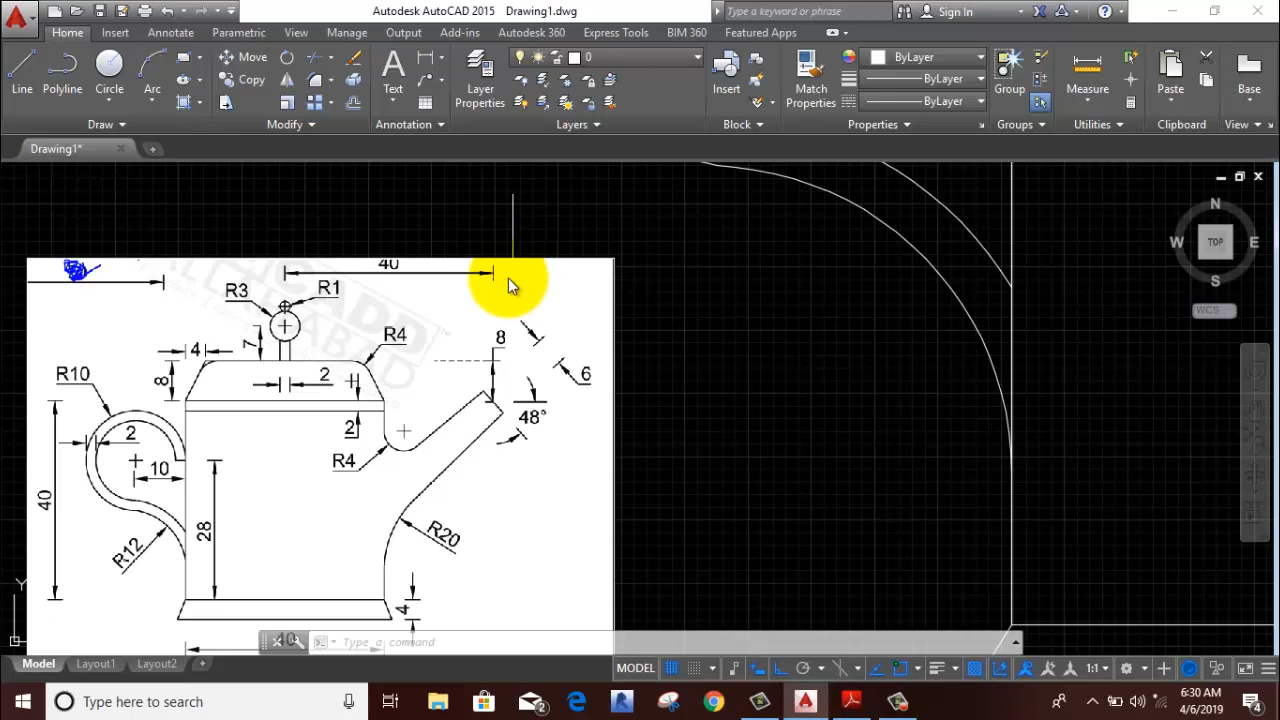 Autodesk AutoCAD 2015 Drawing1.dwg
Type a keyword or phrase
Sign In
Home Insert Annotate Parametric View Manage Output Add-ins Autodesk 360 Express Tools BIM 360 Featured Apps
Line Polyline Circle Arc
Move
Copy
Text
Layer Properties
0
Insert
Match Properties
ByLayer
ByLayer
ByLayer
Group
Measure
Paste
Base
Draw Modify Annotation Layers Block Properties Groups Utilities Clipboard View
Drawing1*
N
W TOP E
S
WCS
40
R3
R1
7
R4
4
8
8
2
6
R10
48°
2
2
R4
10
40
28
R12
R20
4
40
Y
Type a command
Model Layout1 Layout2
MODEL
1:1
Type here to search
2
6:30 AM
4/6/2019
4